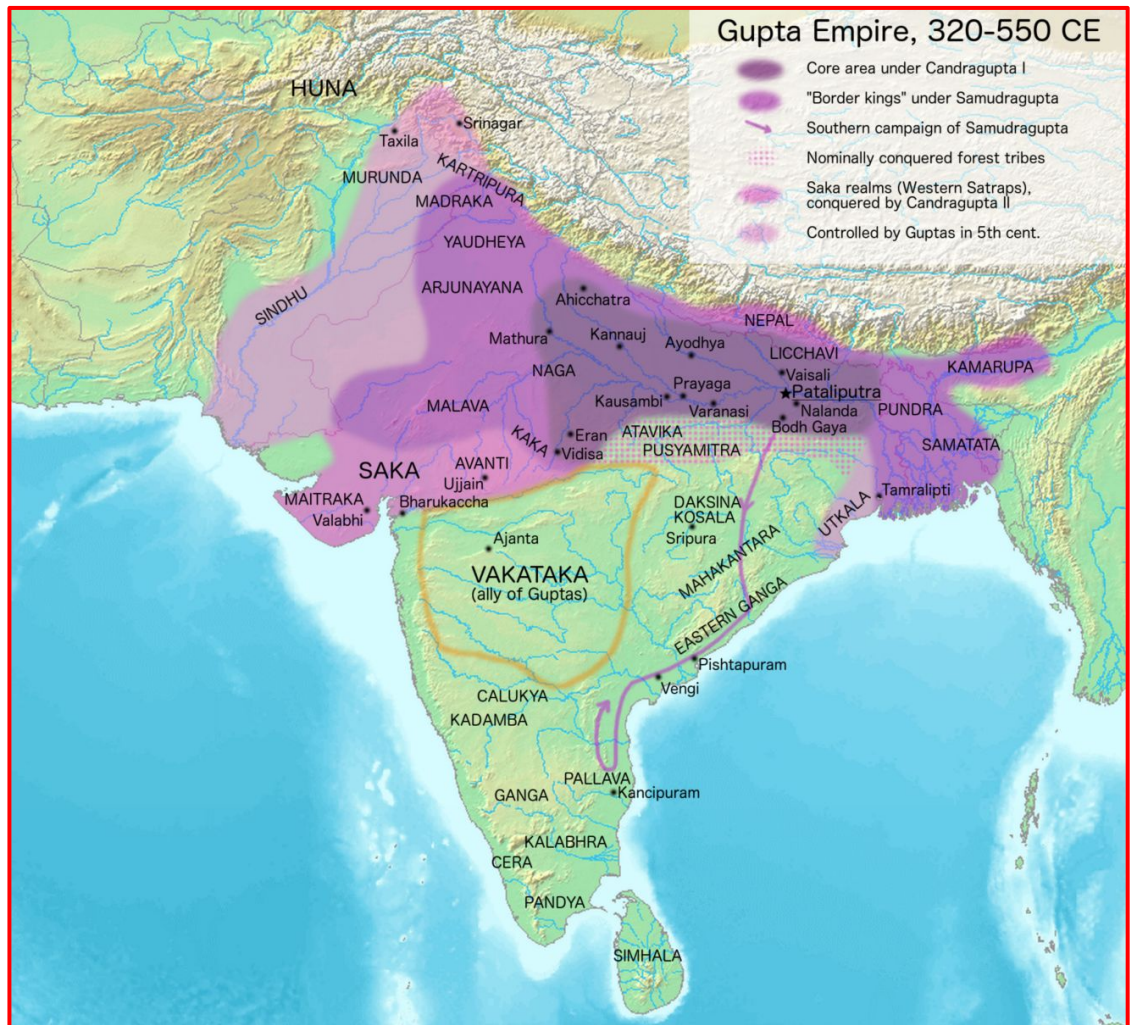 Gupta Empire, 320-550 CE
Core area under Candragupta I
"Border kings" under Samudragupta
Southern campaign of Samudragupta
Nominally conquered forest tribes
Saka realms (Western Satraps),
conquered by Candragupta II
Controlled by Guptas in 5th cent.
HUNA
Srinagar
Taxila
KARTRIPURA
MURUNDA
MADRAKA
YAUDHEYA
ARJUNAYANA
SINDHU
Ahicchatra
NEPAL
Mathura
Kannauj
Ayodhya
LICCHAVI
KAMARUPA
NAGA
Vaisali
Prayaga
Pataliputra
Kausambi
Varanasi
Nalanda
PUNDRA
MALAVA
Bodh Gaya
KAKA
Eran
ATAVIKA
SAMATATA
Vidisa
PUSYAMITRA
SAKA
AVANTI
Ujjain
Tamralipti
MAITRAKA
Bharukaccha
DAKSINA
KOSALA
UTKALA
Valabhi
Sripura
Ajanta
MAHAKANTARA
VAKATAKA
(ally of Guptas)
EASTERN GANGA
Pishtapuram
Vengi
CALUKYA
KADAMBA
PALLAVA
GANGA
Kancipuram
KALABHRA
CERA
PANDYA
SIMHALA